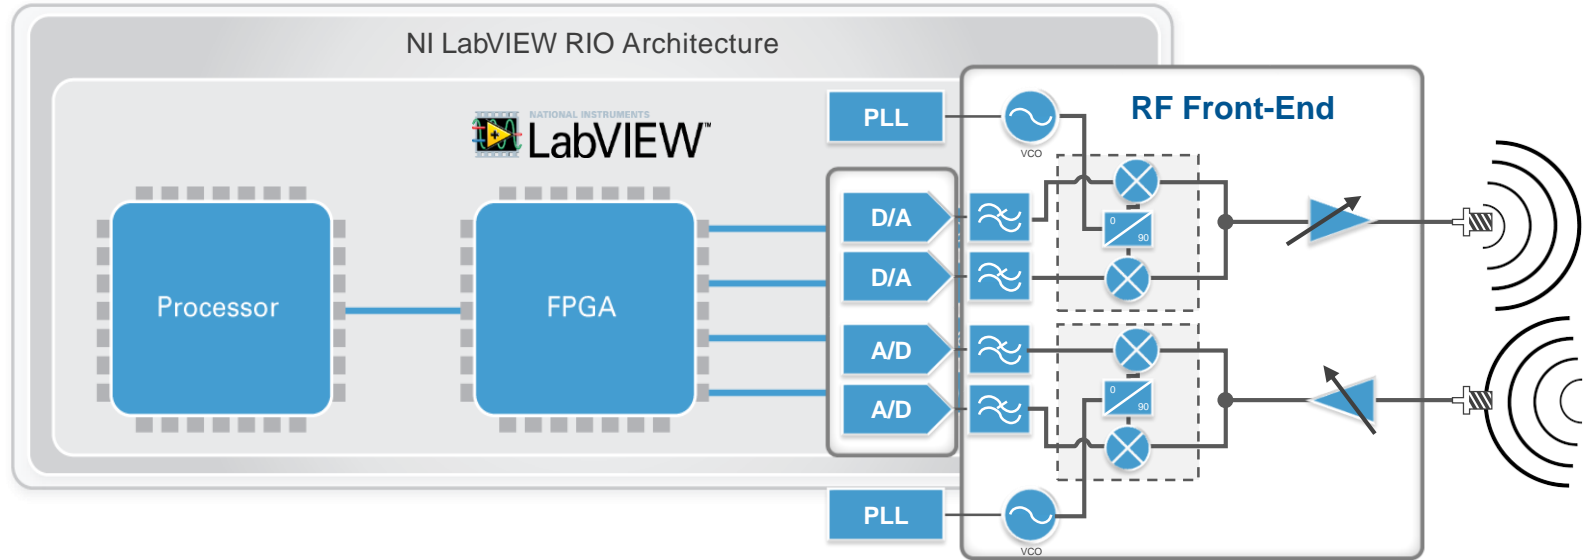 NI LabVIEW RIO Architecture
NATIONAL INSTRUMENTS
LabVIEW™
PLL
RF Front-End
VCO
D/A
0
90
D/A
Processor
FPGA
A/D
0
90
A/D
PLL
VCO